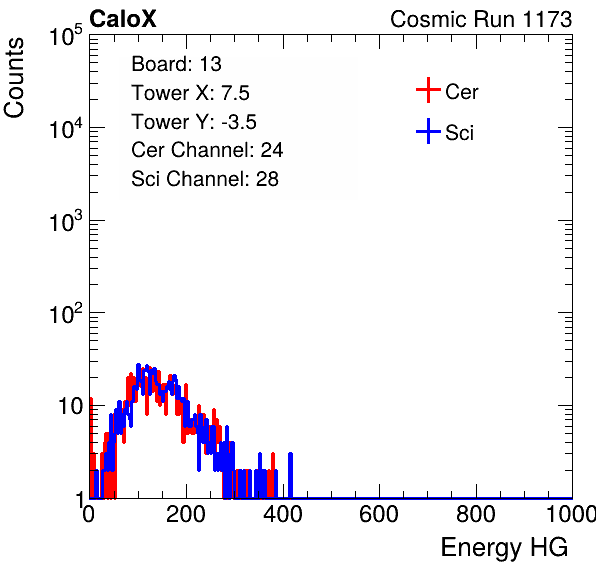 CaloX Cosmic Run 1173
Counts
Board: 13
Tower X: 7.5
Tower Y: -3.5
Cer Channel: 24
Sci Channel: 28
Cer
Sci
10^5
10^4
10^3
10^2
10
1
0 200 400 600 800 1000
Energy HG